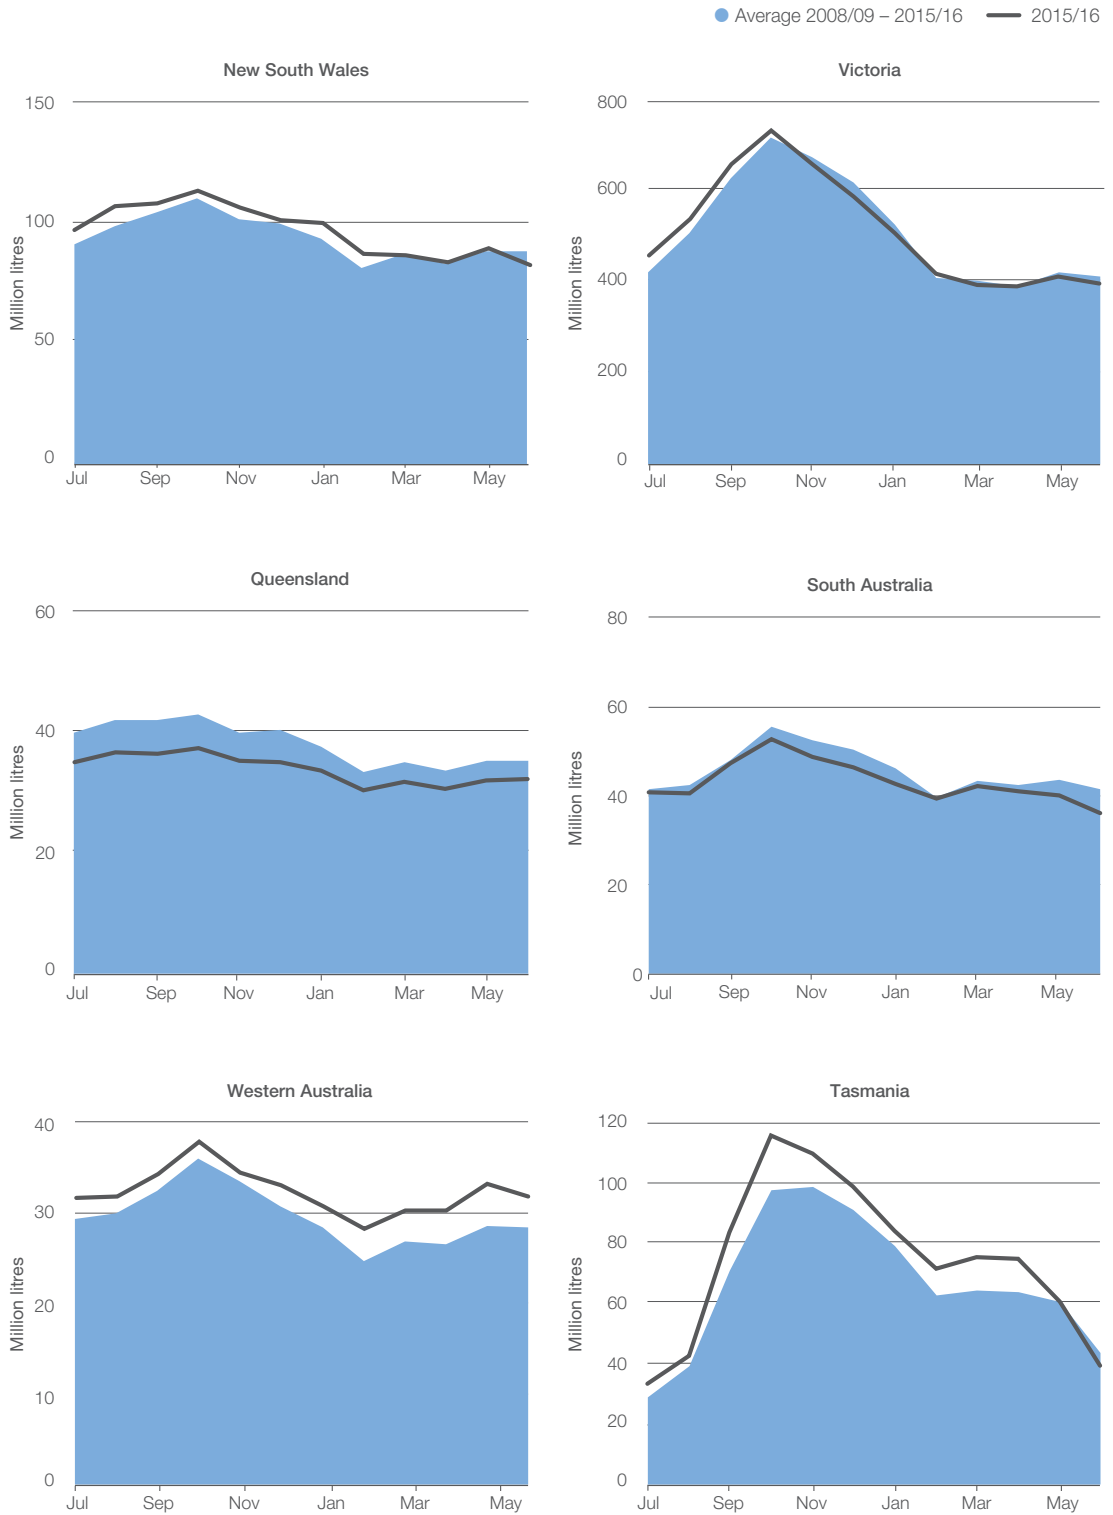 Average 2008/09 – 2015/16 2015/16
New South Wales
150
100
50
0
Million litres
Jul Sep Nov Jan Mar May
Victoria
800
600
400
200
0
Million litres
Jul Sep Nov Jan Mar May
Queensland
60
40
20
0
Million litres
Jul Sep Nov Jan Mar May
South Australia
80
60
40
20
0
Million litres
Jul Sep Nov Jan Mar May
Western Australia
40
30
20
10
0
Million litres
Jul Sep Nov Jan Mar May
Tasmania
120
100
80
60
40
20
0
Million litres
Jul Sep Nov Jan Mar May